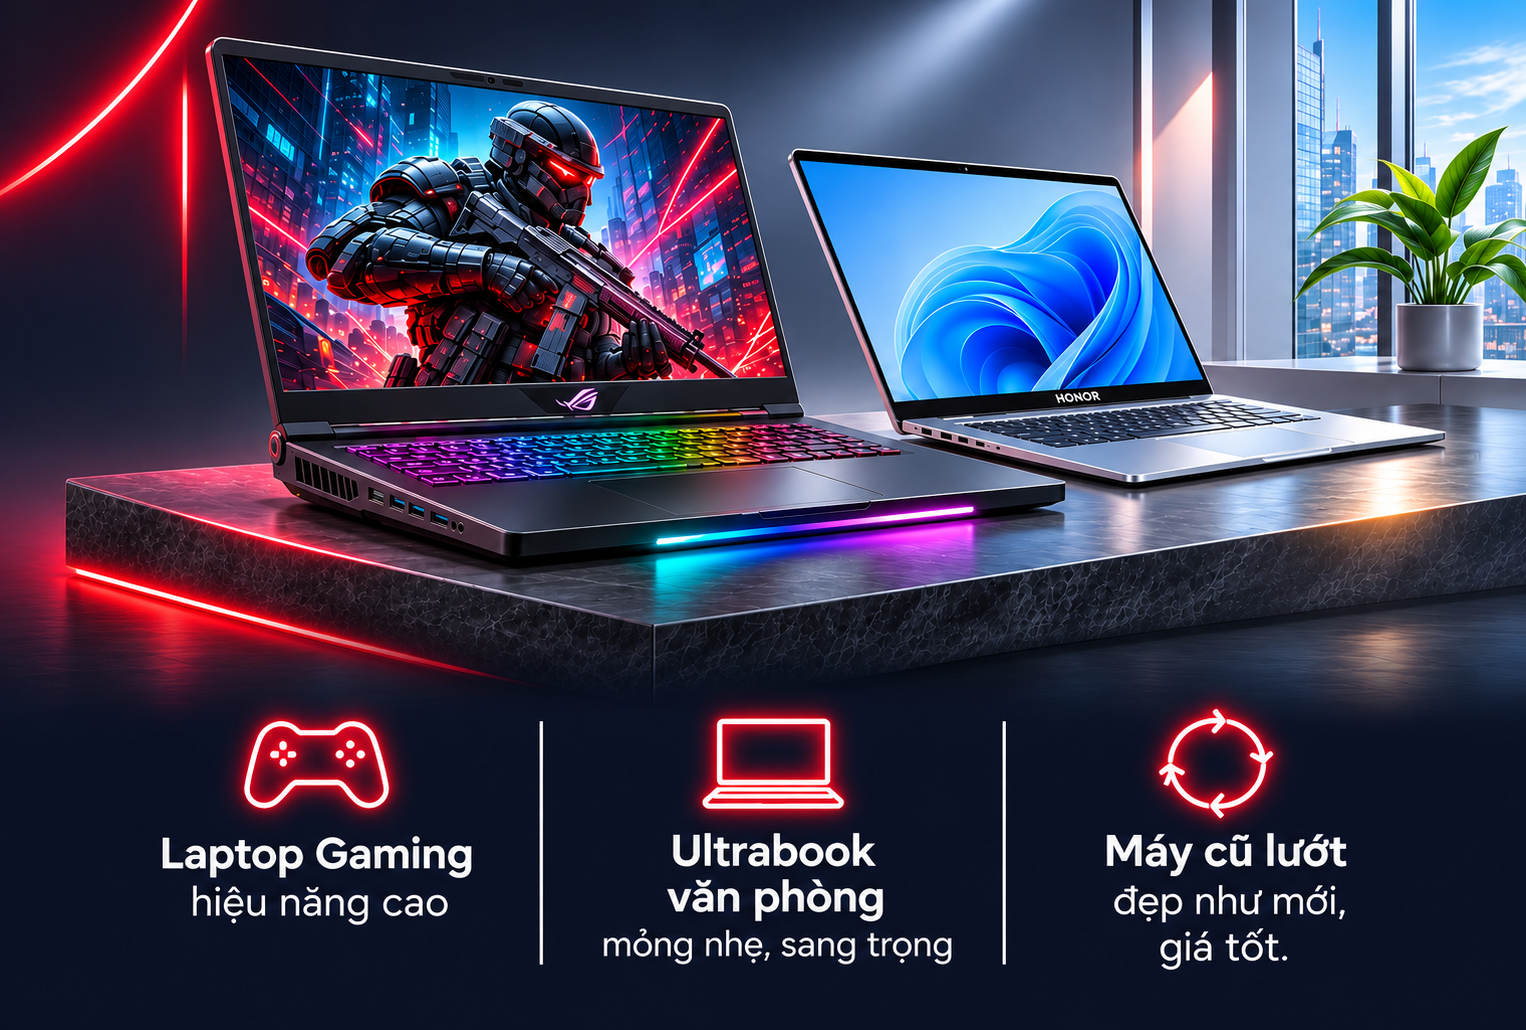 HONOR
Laptop Gaming
hiệu năng cao
Ultrabook
văn phòng
mỏng nhẹ, sang trọng
Máy cũ lướt
đẹp như mới,
giá tốt.